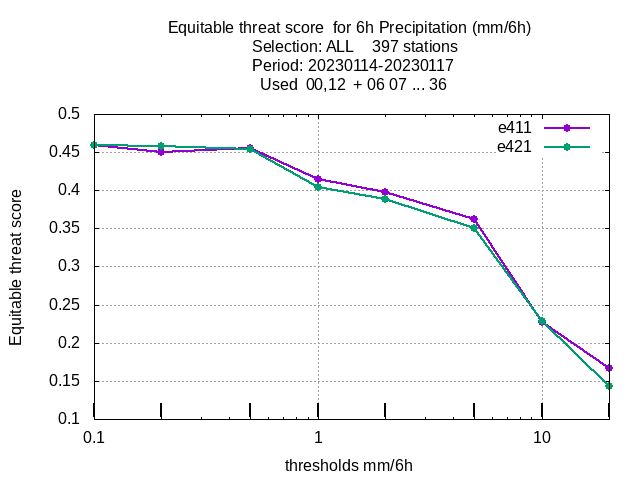 Equitable threat score  for 6h Precipitation (mm/6h)
Selection: ALL    397 stations
Period: 20230114-20230117
Used  00,12  + 06 07 ... 36
e411
e421
Equitable threat score
0.5
0.45
0.4
0.35
0.3
0.25
0.2
0.15
0.1
0.1 1 10
thresholds mm/6h